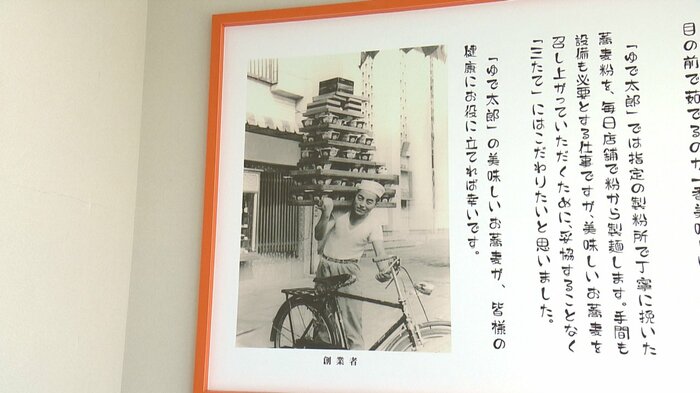 目の前で茹でるのが一番美味し
「ゆで太郎」では指定の製粉所で丁寧に挽いた
蕎麦粉を、毎日店舗で粉から製麺します。手間も
設備も必要とする仕事ですが、美味しいお蕎麦を
召し上がっていただくために、妥協することなく
「三たて」にはこだわりたいと思いました。
「ゆで太郎」の美味しいお蕎麦が、皆様の
健康にお役に立てれば幸いです。
創業者